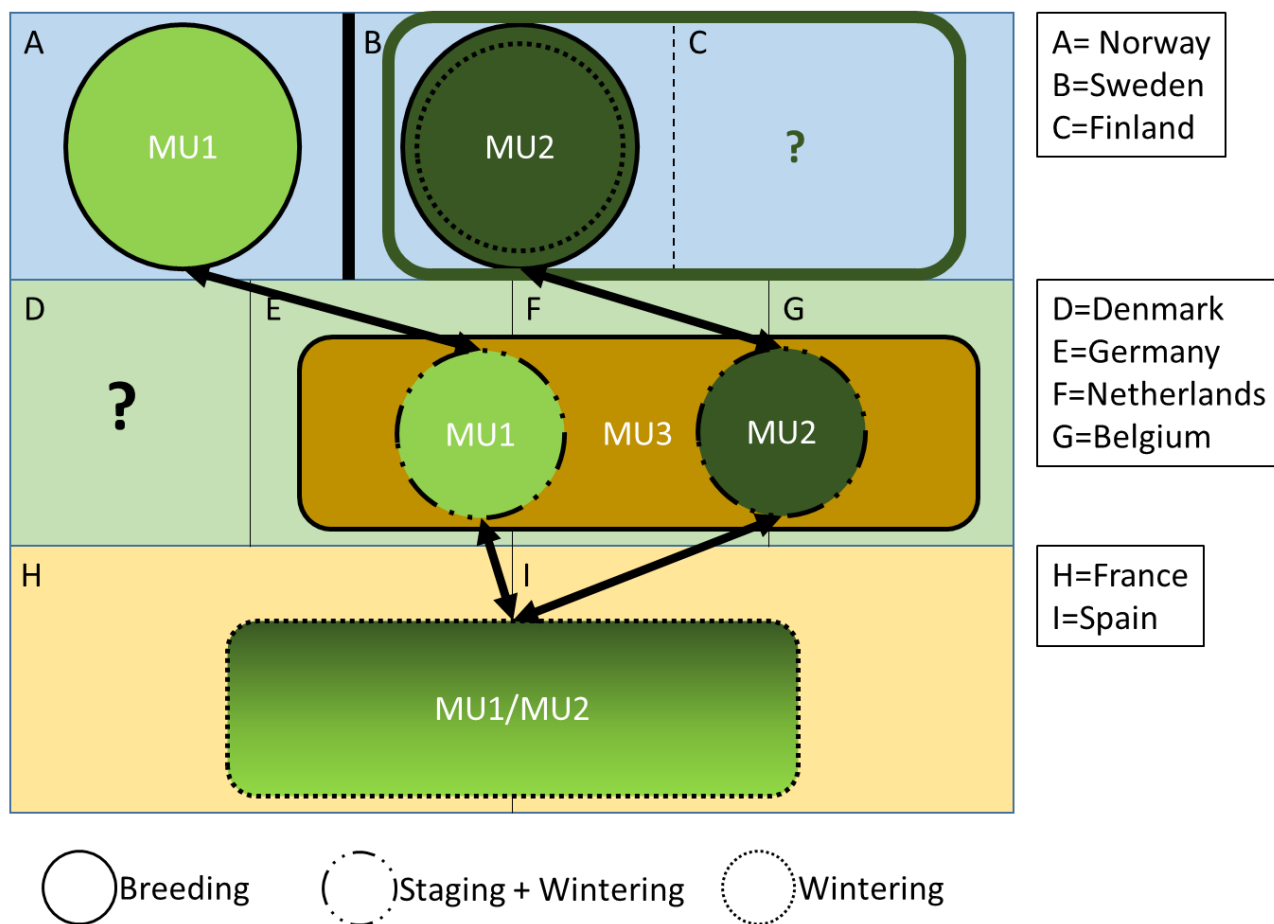 A
B
C
A= Norway
B=Sweden
C=Finland
MU1
MU2
?
D
E
F
G
D=Denmark
E=Germany
F=Netherlands
G=Belgium
?
MU1
MU3
MU2
H
I
H=France
I=Spain
MU1/MU2
Breeding
Staging + Wintering
Wintering